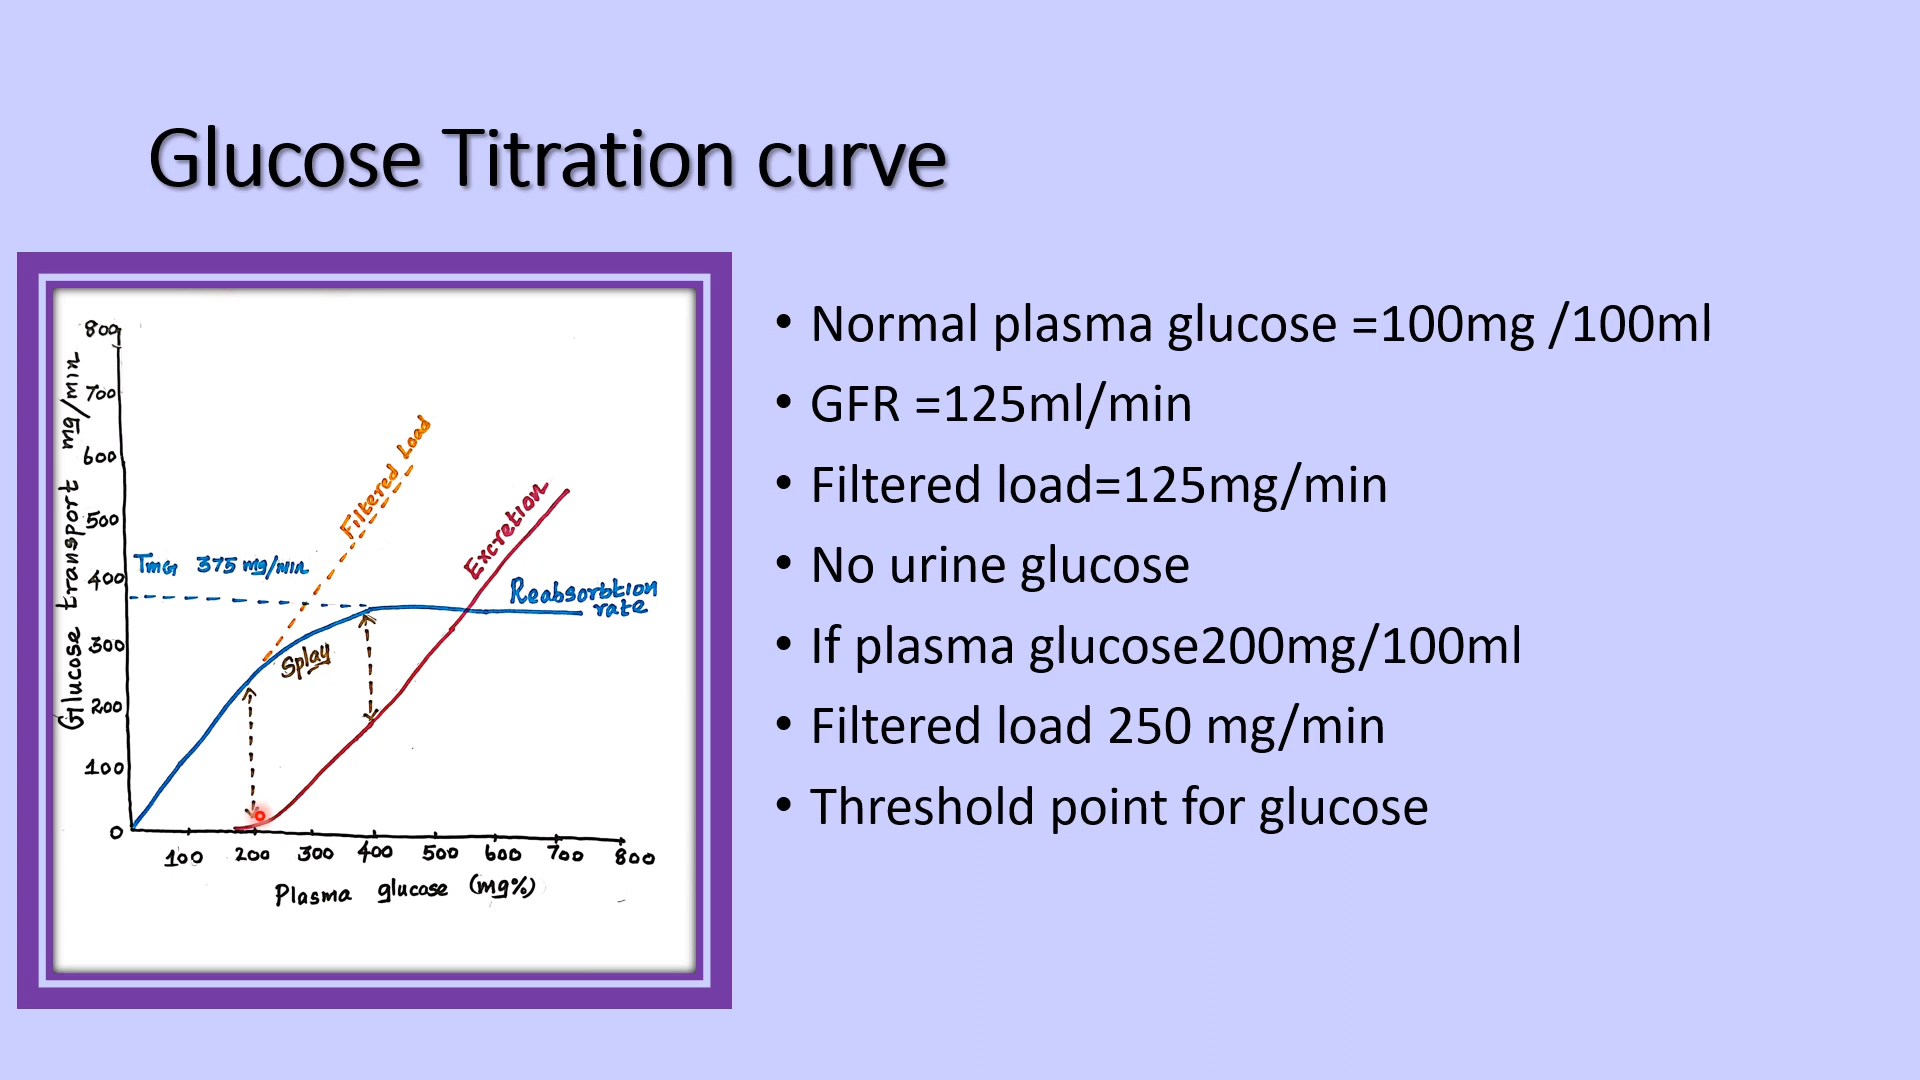 Glucose Titration curve
800
700
600
500
400
300
200
100
0
Glucose transport mg/min
TmG 375 mg/min
Filtered Load
Excretion
Reabsorbtion
rate
Splay
100 200 300 400 500 600 700 800
Plasma glucose (mg%)
• Normal plasma glucose =100mg /100ml
• GFR =125ml/min
• Filtered load=125mg/min
• No urine glucose
• If plasma glucose200mg/100ml
• Filtered load 250 mg/min
• Threshold point for glucose